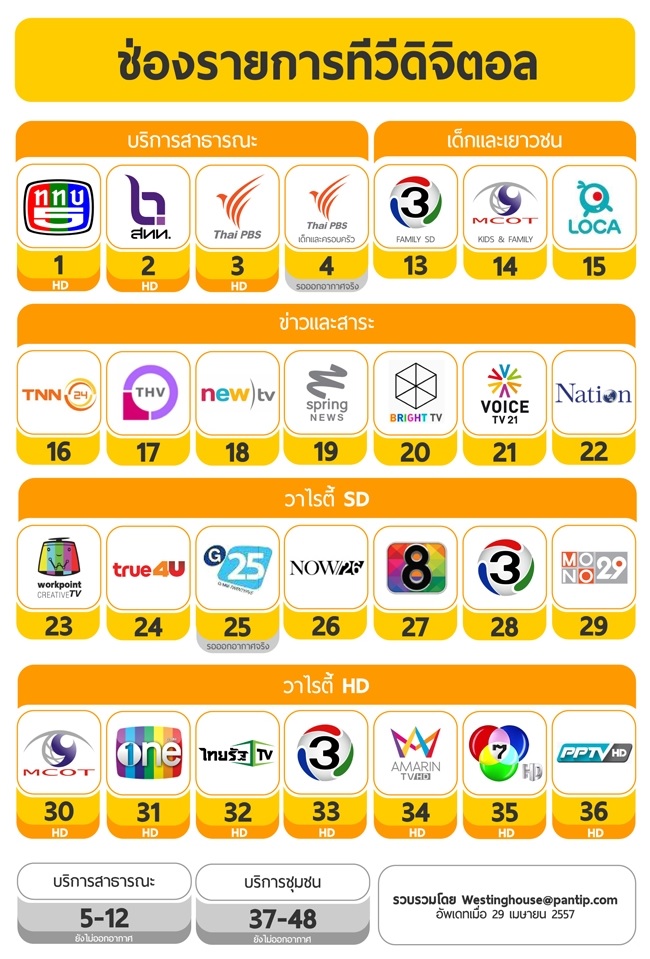 ช่องรายการทีวีดิจิตอล
บริการสาธารณะ
เด็กและเยาวชน
ททบ 5
สทท.
Thai PBS
Thai PBS
เด็กและครอบครัว
3
FAMILY SD
MCOT
KIDS & FAMILY
LOCA
1
HD
2
HD
3
HD
4
รอออกอากาศจริง
13
14
15
ข่าวและสาระ
TNN 24
THV
new)tv
spring
NEWS
BRIGHT TV
VOICE
TV 21
Nation
16
17
18
19
20
21
22
วาไรตี้ SD
workpoint
CREATIVE TV
true4U
G 25
NOW/26
8
3
MONO 29
23
24
25
รอออกอากาศจริง
26
27
28
29
วาไรตี้ HD
MCOT
one
ไทยรัฐ TV
3
AMARIN
TV HD
7 HD
PPTV HD
30
HD
31
HD
32
HD
33
HD
34
HD
35
HD
36
HD
บริการสาธารณะ
5-12
ยังไม่ออกอากาศ
บริการชุมชน
37-48
ยังไม่ออกอากาศ
รวบรวมโดย Westinghouse@pantip.com
อัพเดทเมื่อ 29 เมษายน 2557